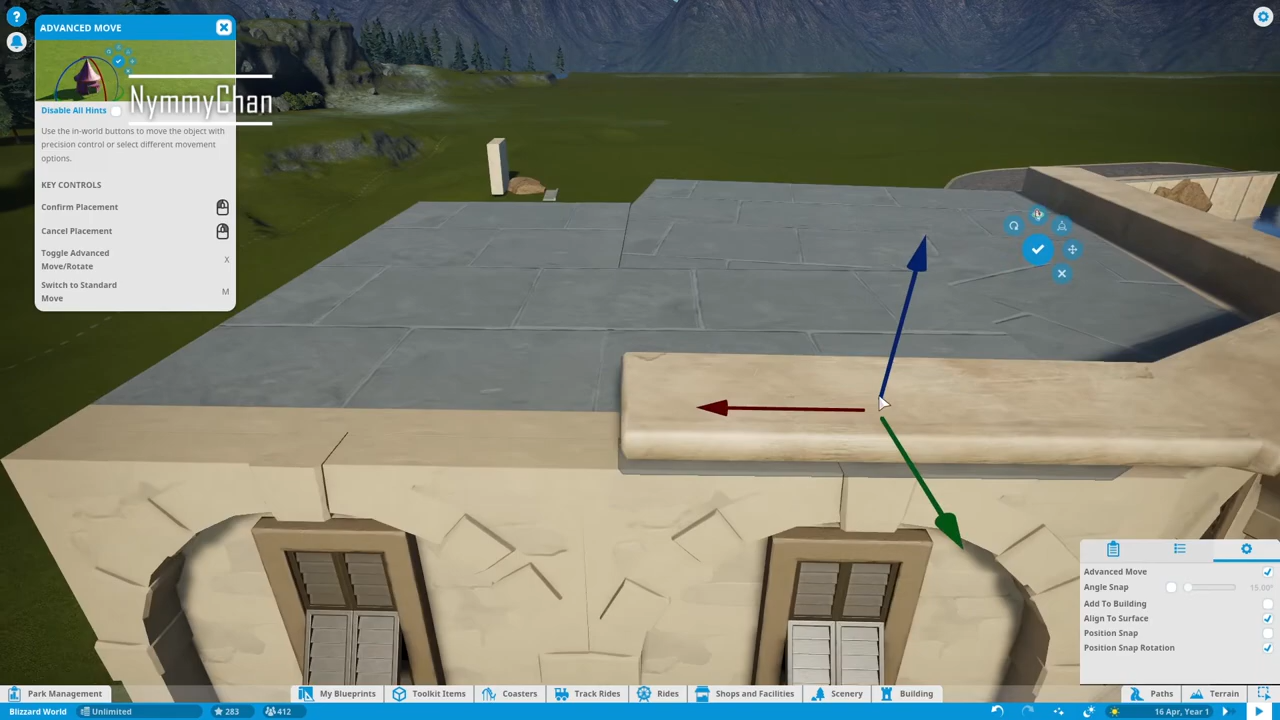 ADVANCED MOVE
NymmyChan
Disable All Hints
Use the in-world buttons to move the object with
precision control or select different movement
options.
KEY CONTROLS
Confirm Placement
Cancel Placement
Toggle Advanced
Move/Rotate X
Switch to Standard
Move M
Advanced Move
Angle Snap 15.00°
Add To Building
Align To Surface
Position Snap
Position Snap Rotation
Park Management My Blueprints Toolkit Items Coasters Track Rides Rides Shops and Facilities Scenery Building Paths Terrain
Blizzard World Unlimited 283 412 16 Apr, Year 1